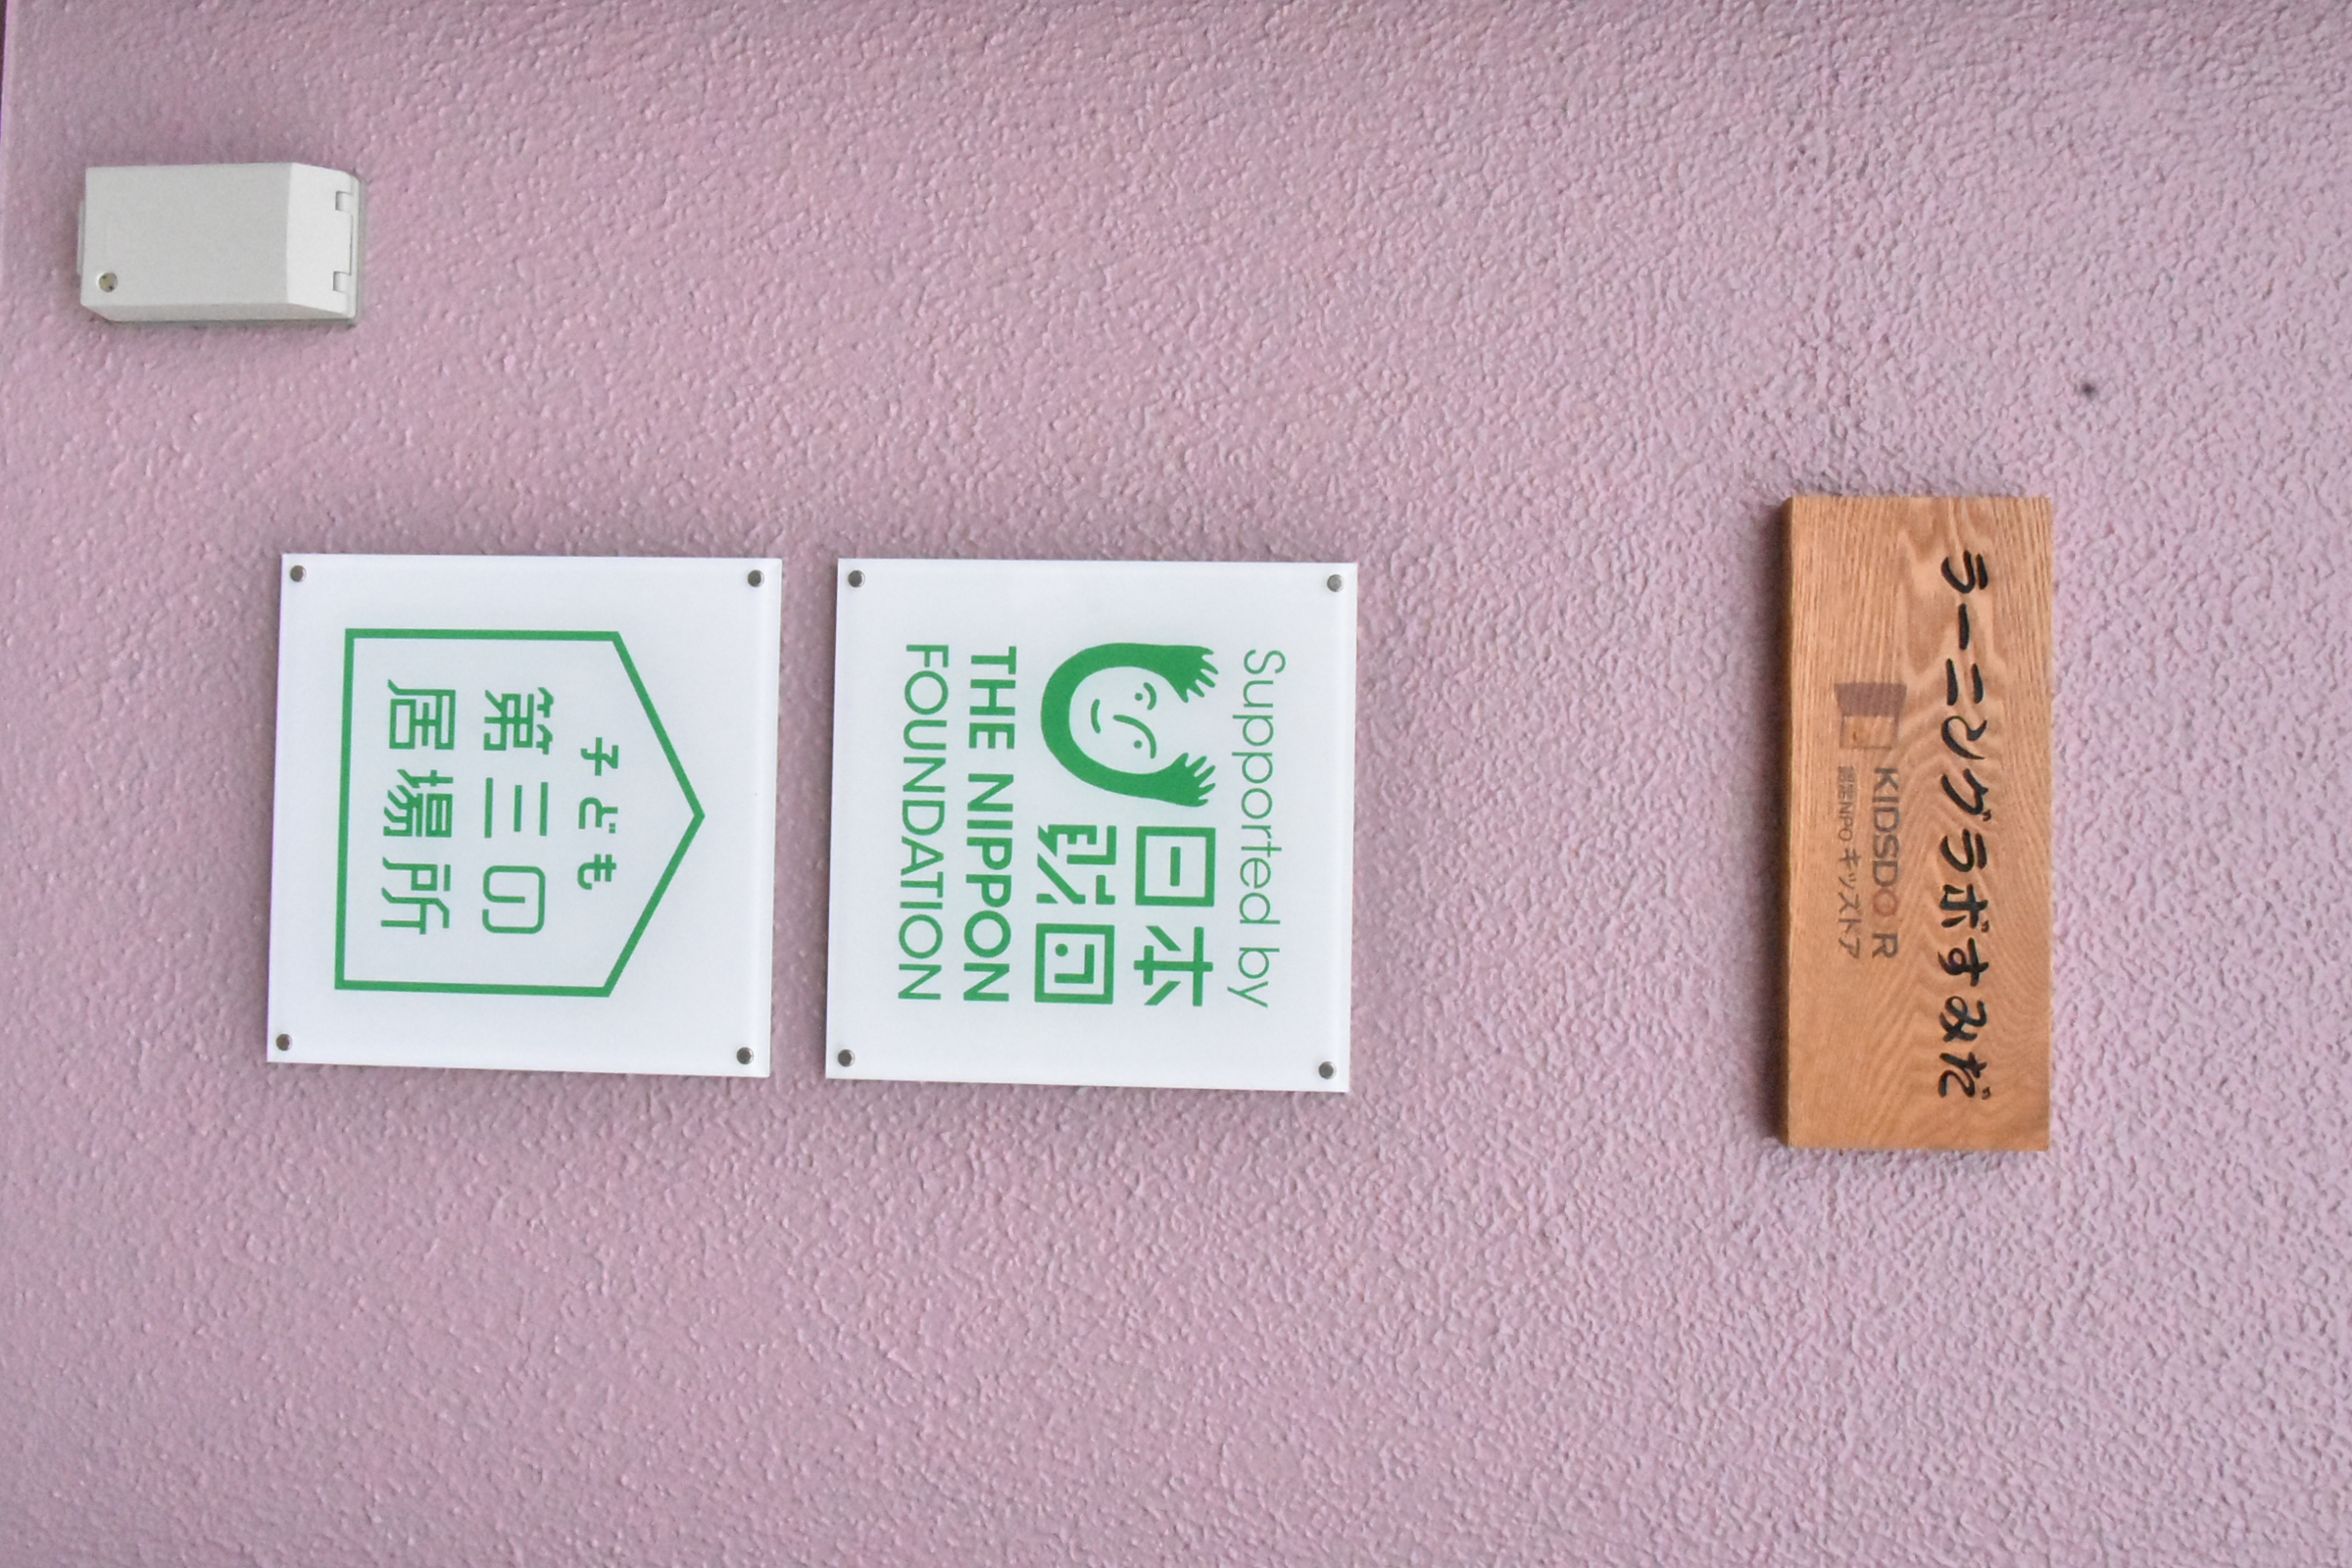 ラーニングラボすみだ
KIDSDOOR
認定NPO キッズドア
Supported by
日本
財団
THE NIPPON
FOUNDATION
子ども
第三の
居場所